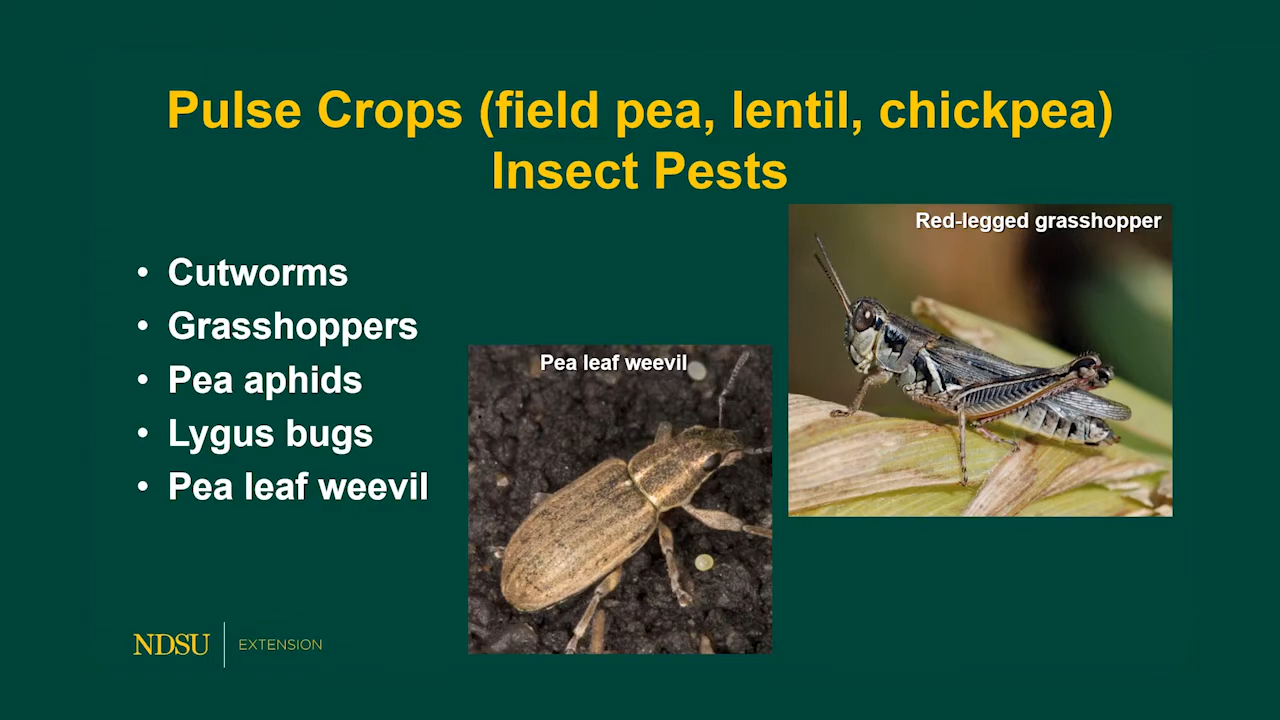 Pulse Crops (field pea, lentil, chickpea)
Insect Pests
• Cutworms
• Grasshoppers
• Pea aphids
• Lygus bugs
• Pea leaf weevil
Pea leaf weevil
Red-legged grasshopper
NDSU EXTENSION